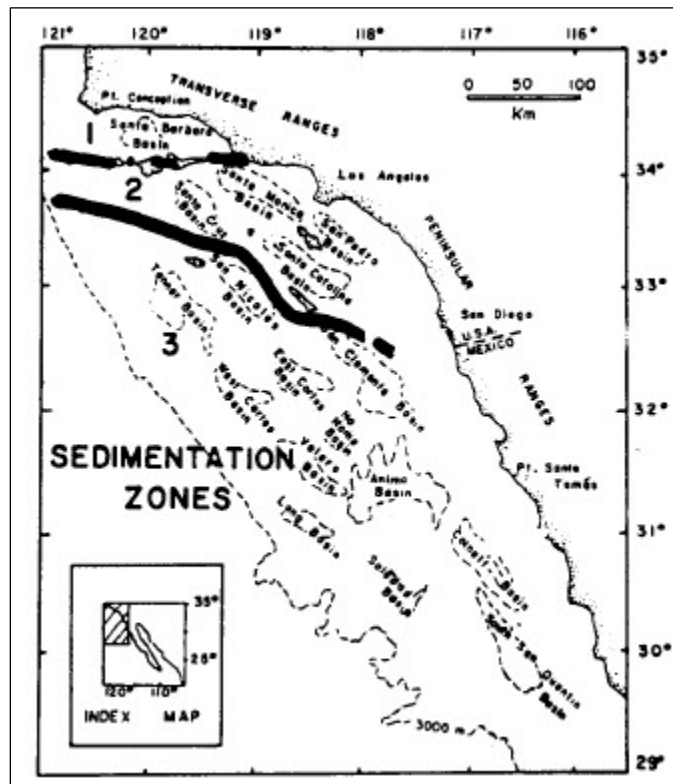 121° 120° 119° 118° 117° 116°
35°
0 50 100
Km
TRANSVERSE RANGES
Pt. Conception
1
Santa Barbara
Basin
34°
Los Angeles
2
Santa Monica
Basin
Santa Cruz
Basin
San Pedro
Basin
Santa Catalina
Basin
PENINSULAR
RANGES
33°
San Nicolas
Basin
Tanner Basin
San Diego
U.S.A.
MEXICO
3
San Clemente Basin
East Cortes
Basin
West Cortes
Basin
32°
No
Name
Basin
Velero
Basin
SEDIMENTATION
ZONES
Animo
Basin
Pt. Santo
Tomás
31°
Long Basin
Colnett Basin
Soledad
Basin
30°
South San Quentin
Basin
3000 m
29°
35°
25°
120° 110°
INDEX MAP